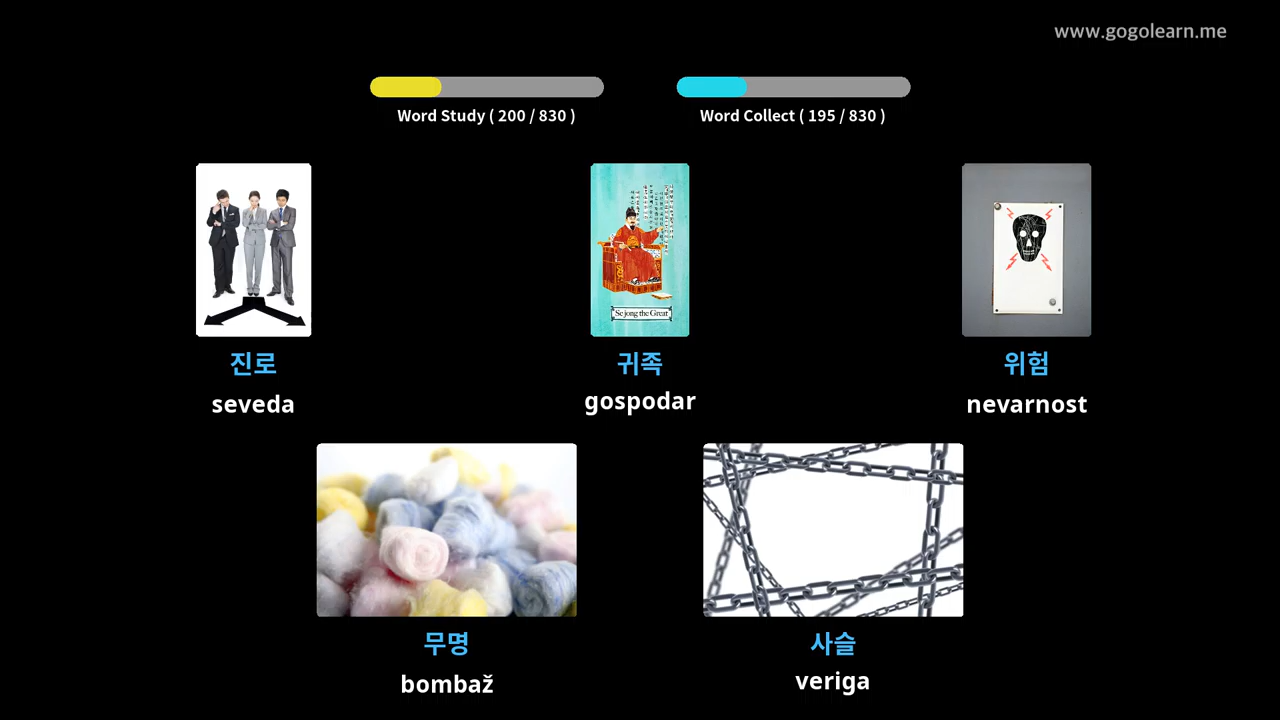 www.gogolearn.me
Word Study ( 200 / 830 )
Word Collect ( 195 / 830 )
Sejong the Great
진로
seveda
귀족
gospodar
위험
nevarnost
무명
bombaž
사슬
veriga